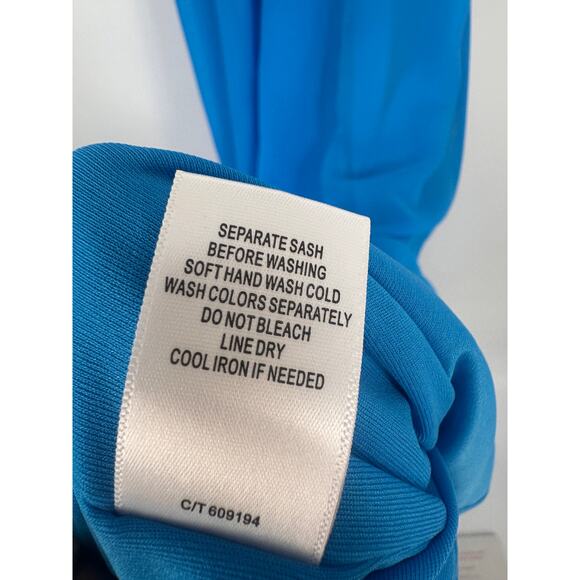 SEPARATE SASH
BEFORE WASHING
SOFT HAND WASH COLD
WASH COLORS SEPARATELY
DO NOT BLEACH
LINE DRY
COOL IRON IF NEEDED
C/T 609194